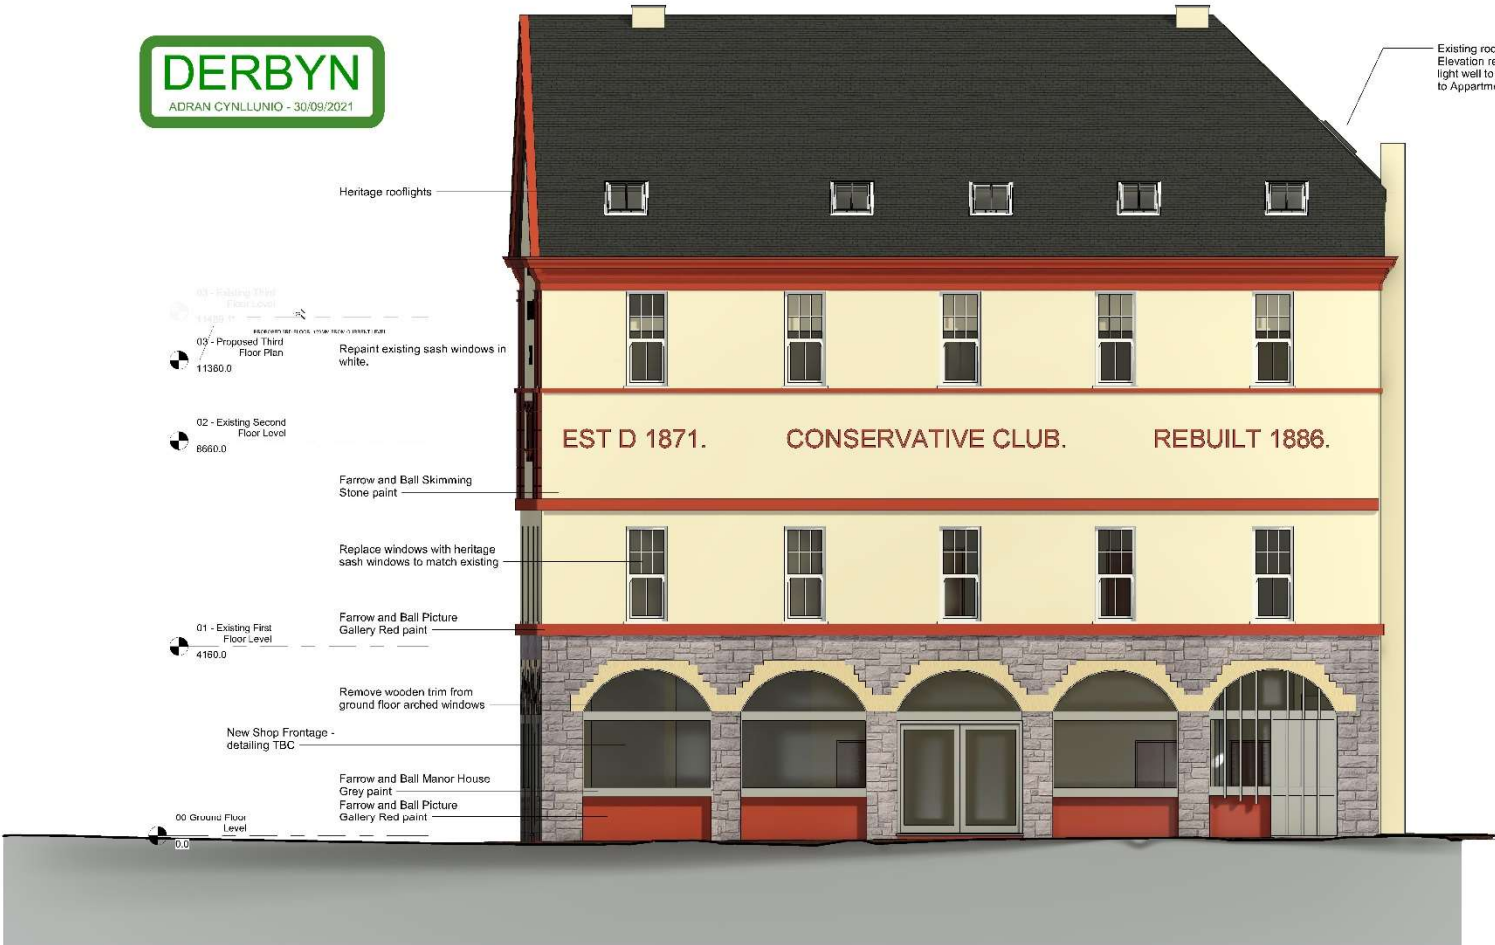 DERBYN
ADRAN CYNLLUNIO - 30/09/2021
Existing
Elevation
light well to
to
Heritage rooflights
03 - Existing Third
Floor Level
03 - Proposed Third
Floor Plan
11360.0
Repaint existing sash windows in
white.
02 - Existing Second
Floor Level
8660.0
EST D 1871.
CONSERVATIVE CLUB.
REBUILT 1886.
Farrow and Ball Skimming
Stone paint
Replace windows with heritage
sash windows to match existing
Farrow and Ball Picture
Gallery Red paint
01 - Existing First
Floor Level
4160.0
Remove wooden trim from
ground floor arched windows
New Shop Frontage -
detailing TBC
Farrow and Ball Manor House
Grey paint
Farrow and Ball Picture
Gallery Red paint
00 Ground Floor
Level
0.0